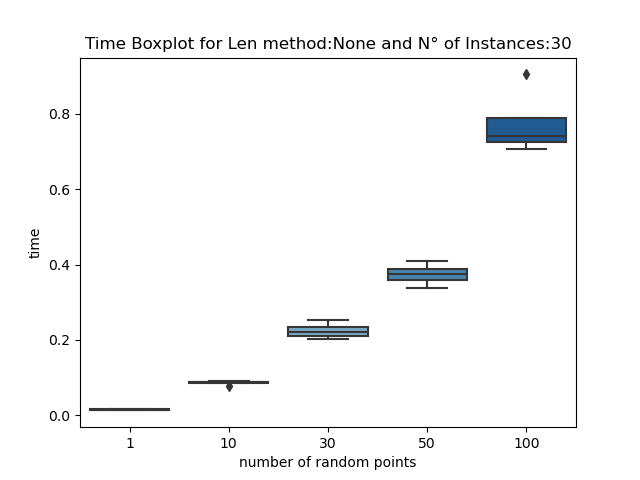 Time Boxplot for Len method:None and N° of Instances:30
0.8
0.6
0.4
0.2
0.0
time
1 10 30 50 100
number of random points